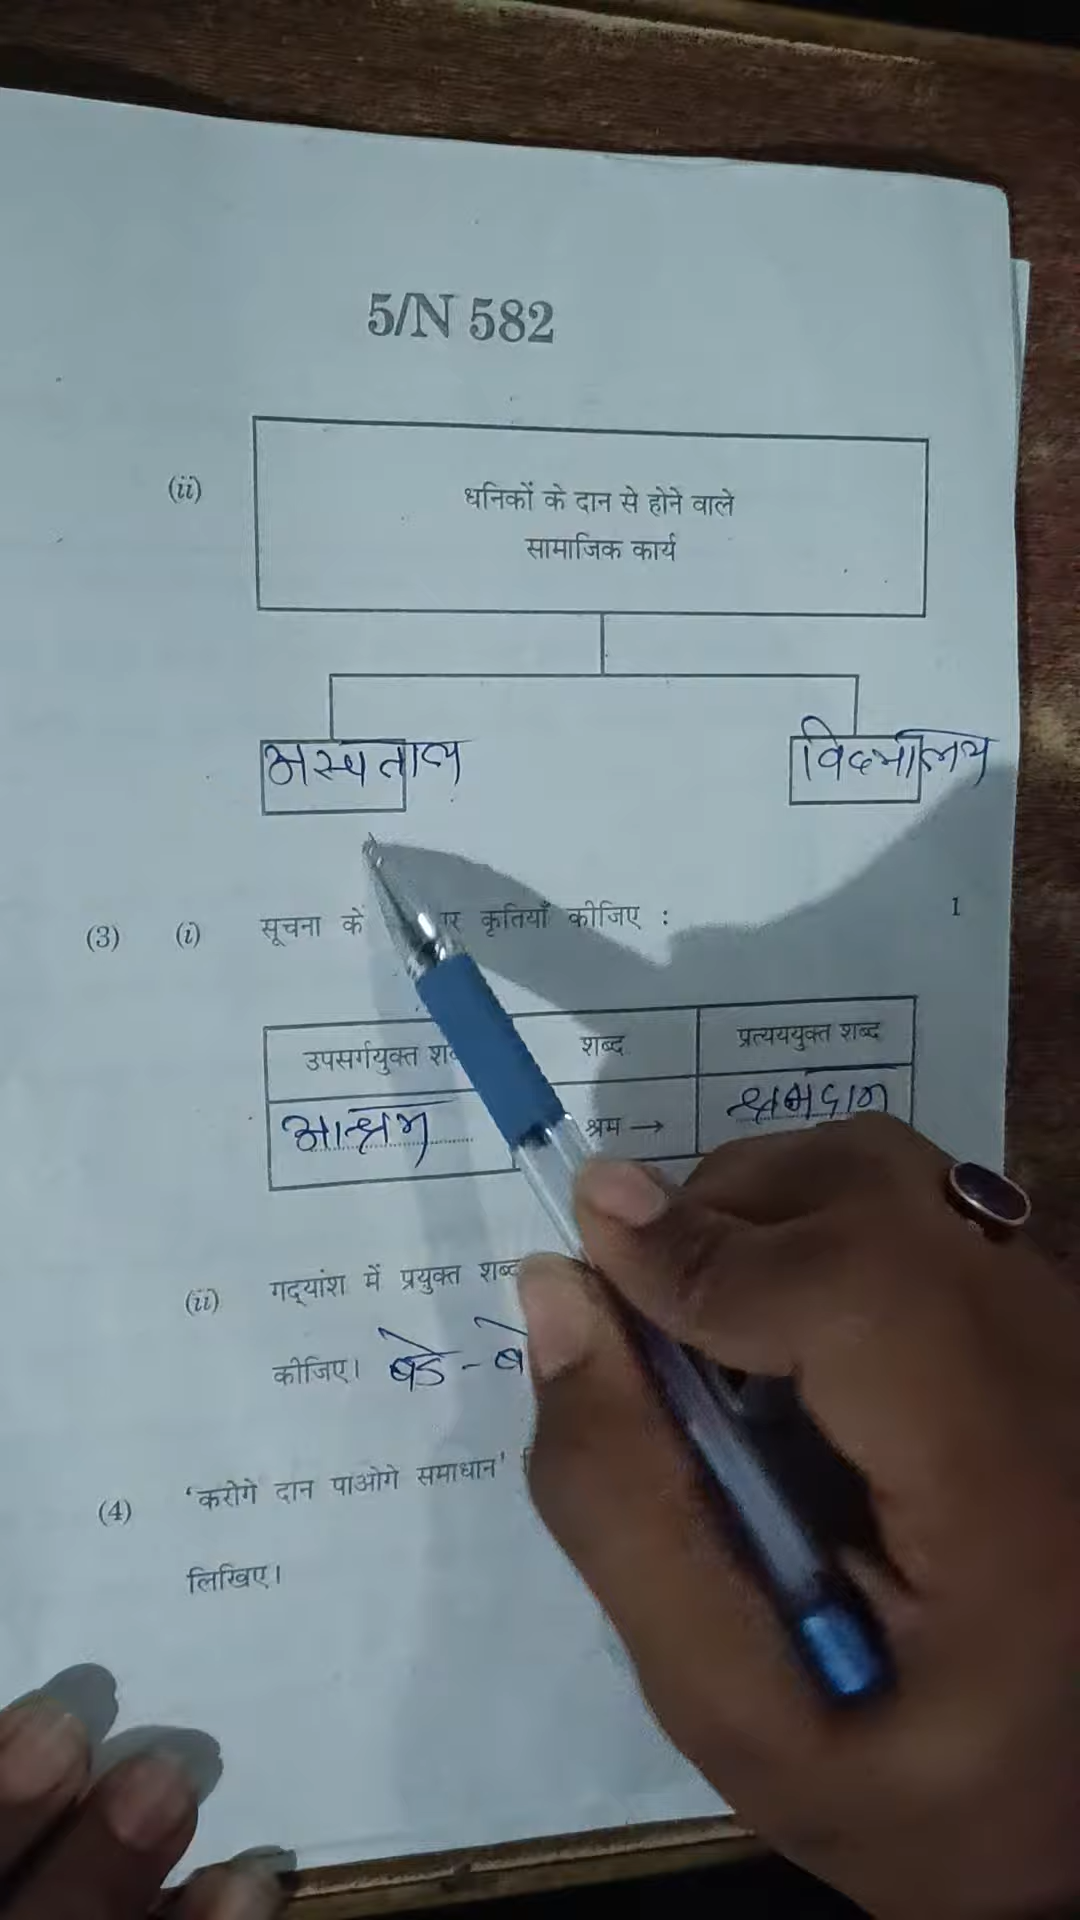 5/N 582
(ii) धनिकों के दान से होने वाले
सामाजिक कार्य
अस्पताल विद्यालय
(3) (i) सूचना के कृतियाँ कीजिए : 1
उपसर्गयुक्त शब्द प्रत्यययुक्त शब्द
आश्रम श्रम → श्रमदान
(ii) गद्यांश में प्रयुक्त
कीजिए। बडे -
(4) 'करोगे दान पाओगे समाधान'
लिखिए।